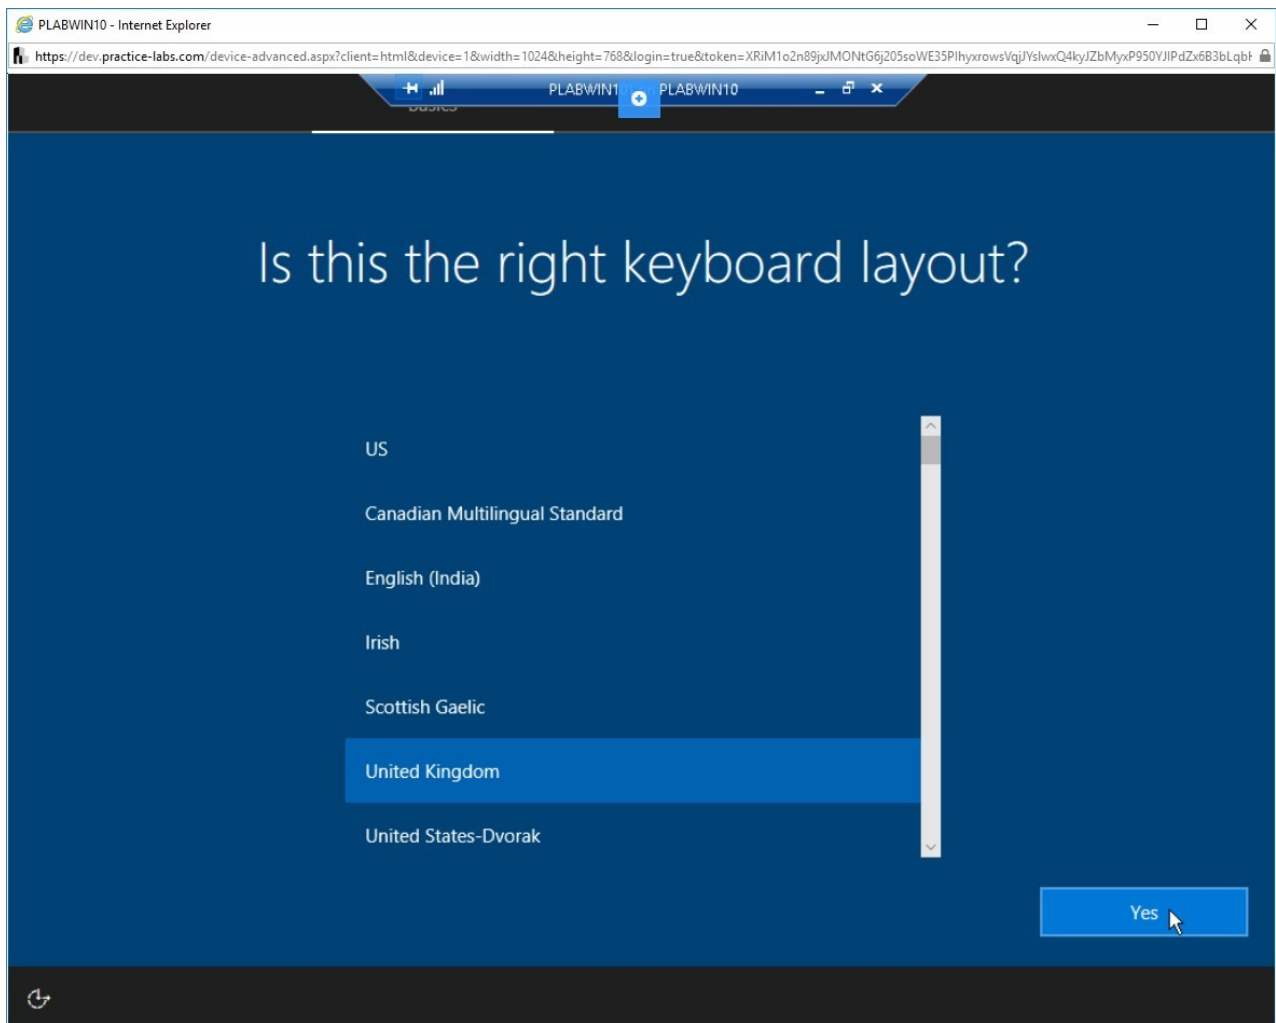 PLABWIN10 - Internet Explorer
https://dev.practice-labs.com/device-advanced.aspx?client=html&device=1&width=1024&height=768&login=true&token=
PLABWIN10 PLABWIN10
Basics
Is this the right keyboard layout?
US
Canadian Multilingual Standard
English (India)
Irish
Scottish Gaelic
United Kingdom
United States-Dvorak
Yes